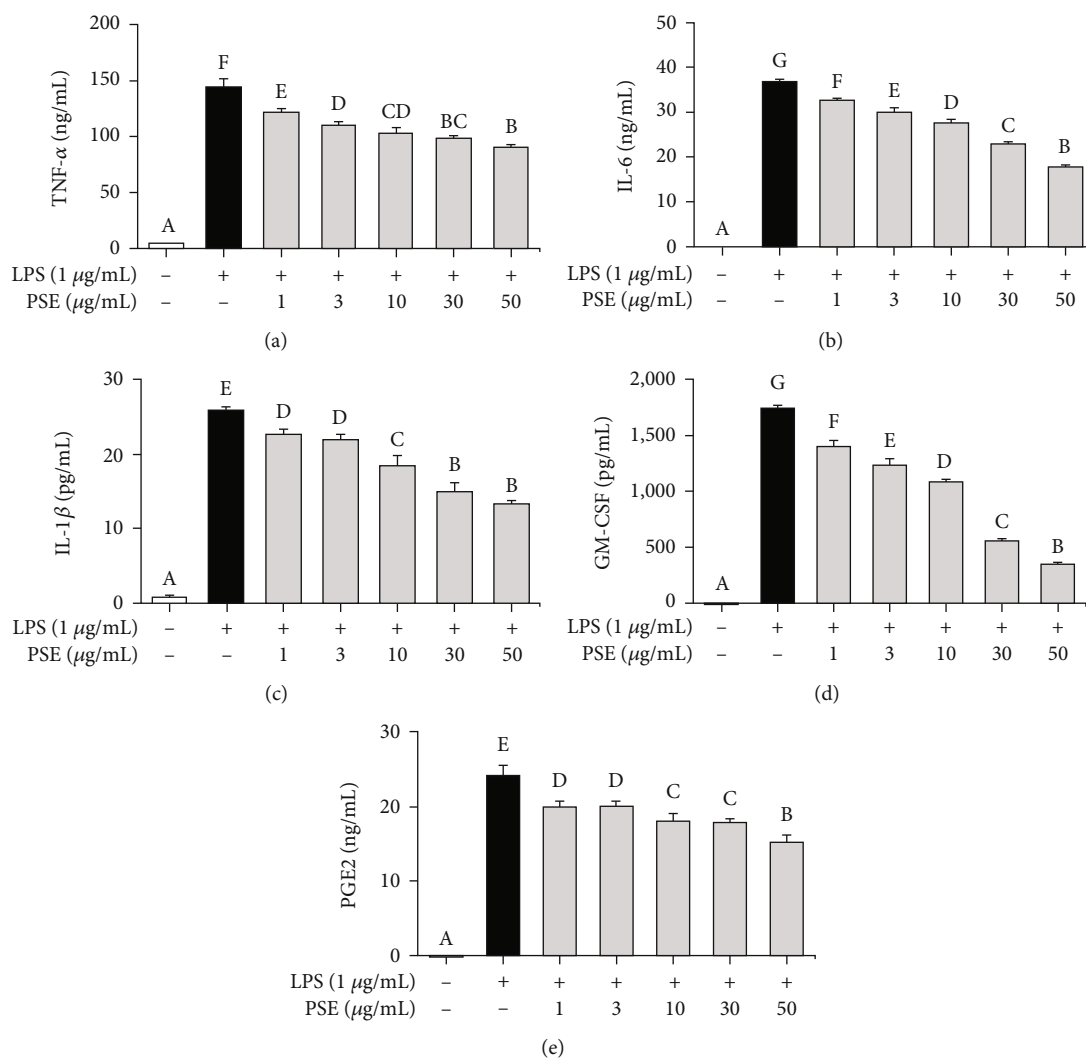 200
150
100
50
0
TNF-α (ng/mL)
A
F
E
D
CD
BC
B
LPS (1 μg/mL) – + + + + + +
PSE (μg/mL) – – 1 3 10 30 50
(a)
50
40
30
20
10
0
IL-6 (ng/mL)
A
G
F
E
D
C
B
LPS (1 μg/mL) – + + + + + +
PSE (μg/mL) – – 1 3 10 30 50
(b)
30
20
10
0
IL-1β (pg/mL)
A
E
D
D
C
B
B
LPS (1 μg/mL) – + + + + + +
PSE (μg/mL) – – 1 3 10 30 50
(c)
2,000
1,500
1,000
500
0
GM-CSF (pg/mL)
A
G
F
E
D
C
B
LPS (1 μg/mL) – + + + + + +
PSE (μg/mL) – – 1 3 10 30 50
(d)
30
20
10
0
PGE2 (ng/mL)
A
E
D
D
C
C
B
LPS (1 μg/mL) – + + + + + +
PSE (μg/mL) – – 1 3 10 30 50
(e)